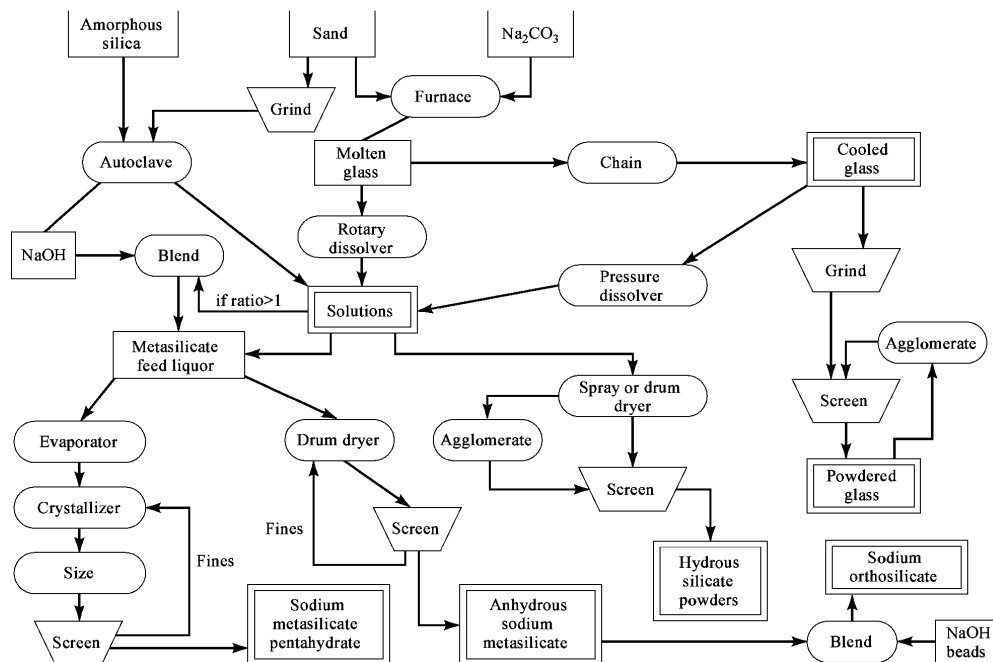 Amorphous
silica
Sand
Na₂CO₃
Grind
Furnace
Autoclave
Molten
glass
Chain
Cooled
glass
NaOH
Blend
Rotary
dissolver
Pressure
dissolver
Grind
if ratio>1
Solutions
Metasilicate
feed liquor
Agglomerate
Spray or drum
dryer
Screen
Evaporator
Drum dryer
Agglomerate
Powdered
glass
Crystallizer
Screen
Screen
Fines
Fines
Size
Hydrous
silicate
powders
Sodium
orthosilicate
Screen
Sodium
metasilicate
pentahydrate
Anhydrous
sodium
metasilicate
Blend
NaOH
beads